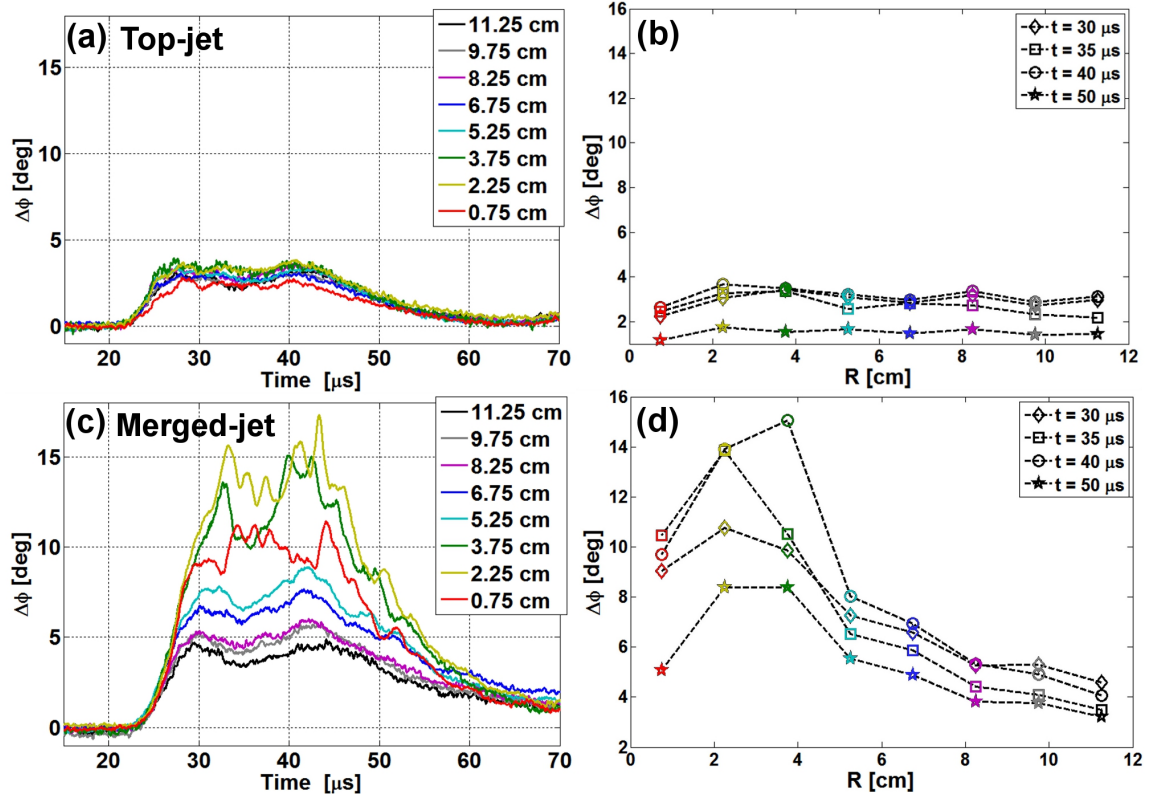 (a) Top-jet
Δϕ [deg]
15
10
5
0
20 30 40 50 60 70
Time [μs]
11.25 cm
9.75 cm
8.25 cm
6.75 cm
5.25 cm
3.75 cm
2.25 cm
0.75 cm
(b)
Δϕ [deg]
16
14
12
10
8
6
4
2
0 2 4 6 8 10 12
R [cm]
t = 30 μs
t = 35 μs
t = 40 μs
t = 50 μs
(c) Merged-jet
Δϕ [deg]
15
10
5
0
20 30 40 50 60 70
Time [μs]
11.25 cm
9.75 cm
8.25 cm
6.75 cm
5.25 cm
3.75 cm
2.25 cm
0.75 cm
(d)
Δϕ [deg]
16
14
12
10
8
6
4
2
0 2 4 6 8 10 12
R [cm]
t = 30 μs
t = 35 μs
t = 40 μs
t = 50 μs